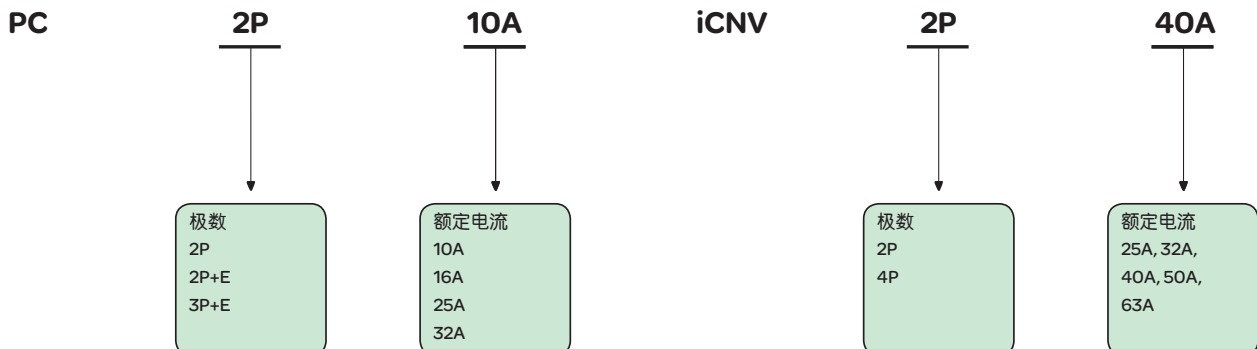 PC 2P 10A iCNV 2P 40A
极数
2P
2P+E
3P+E
额定电流
10A
16A
25A
32A
极数
2P
4P
额定电流
25A, 32A,
40A, 50A,
63A